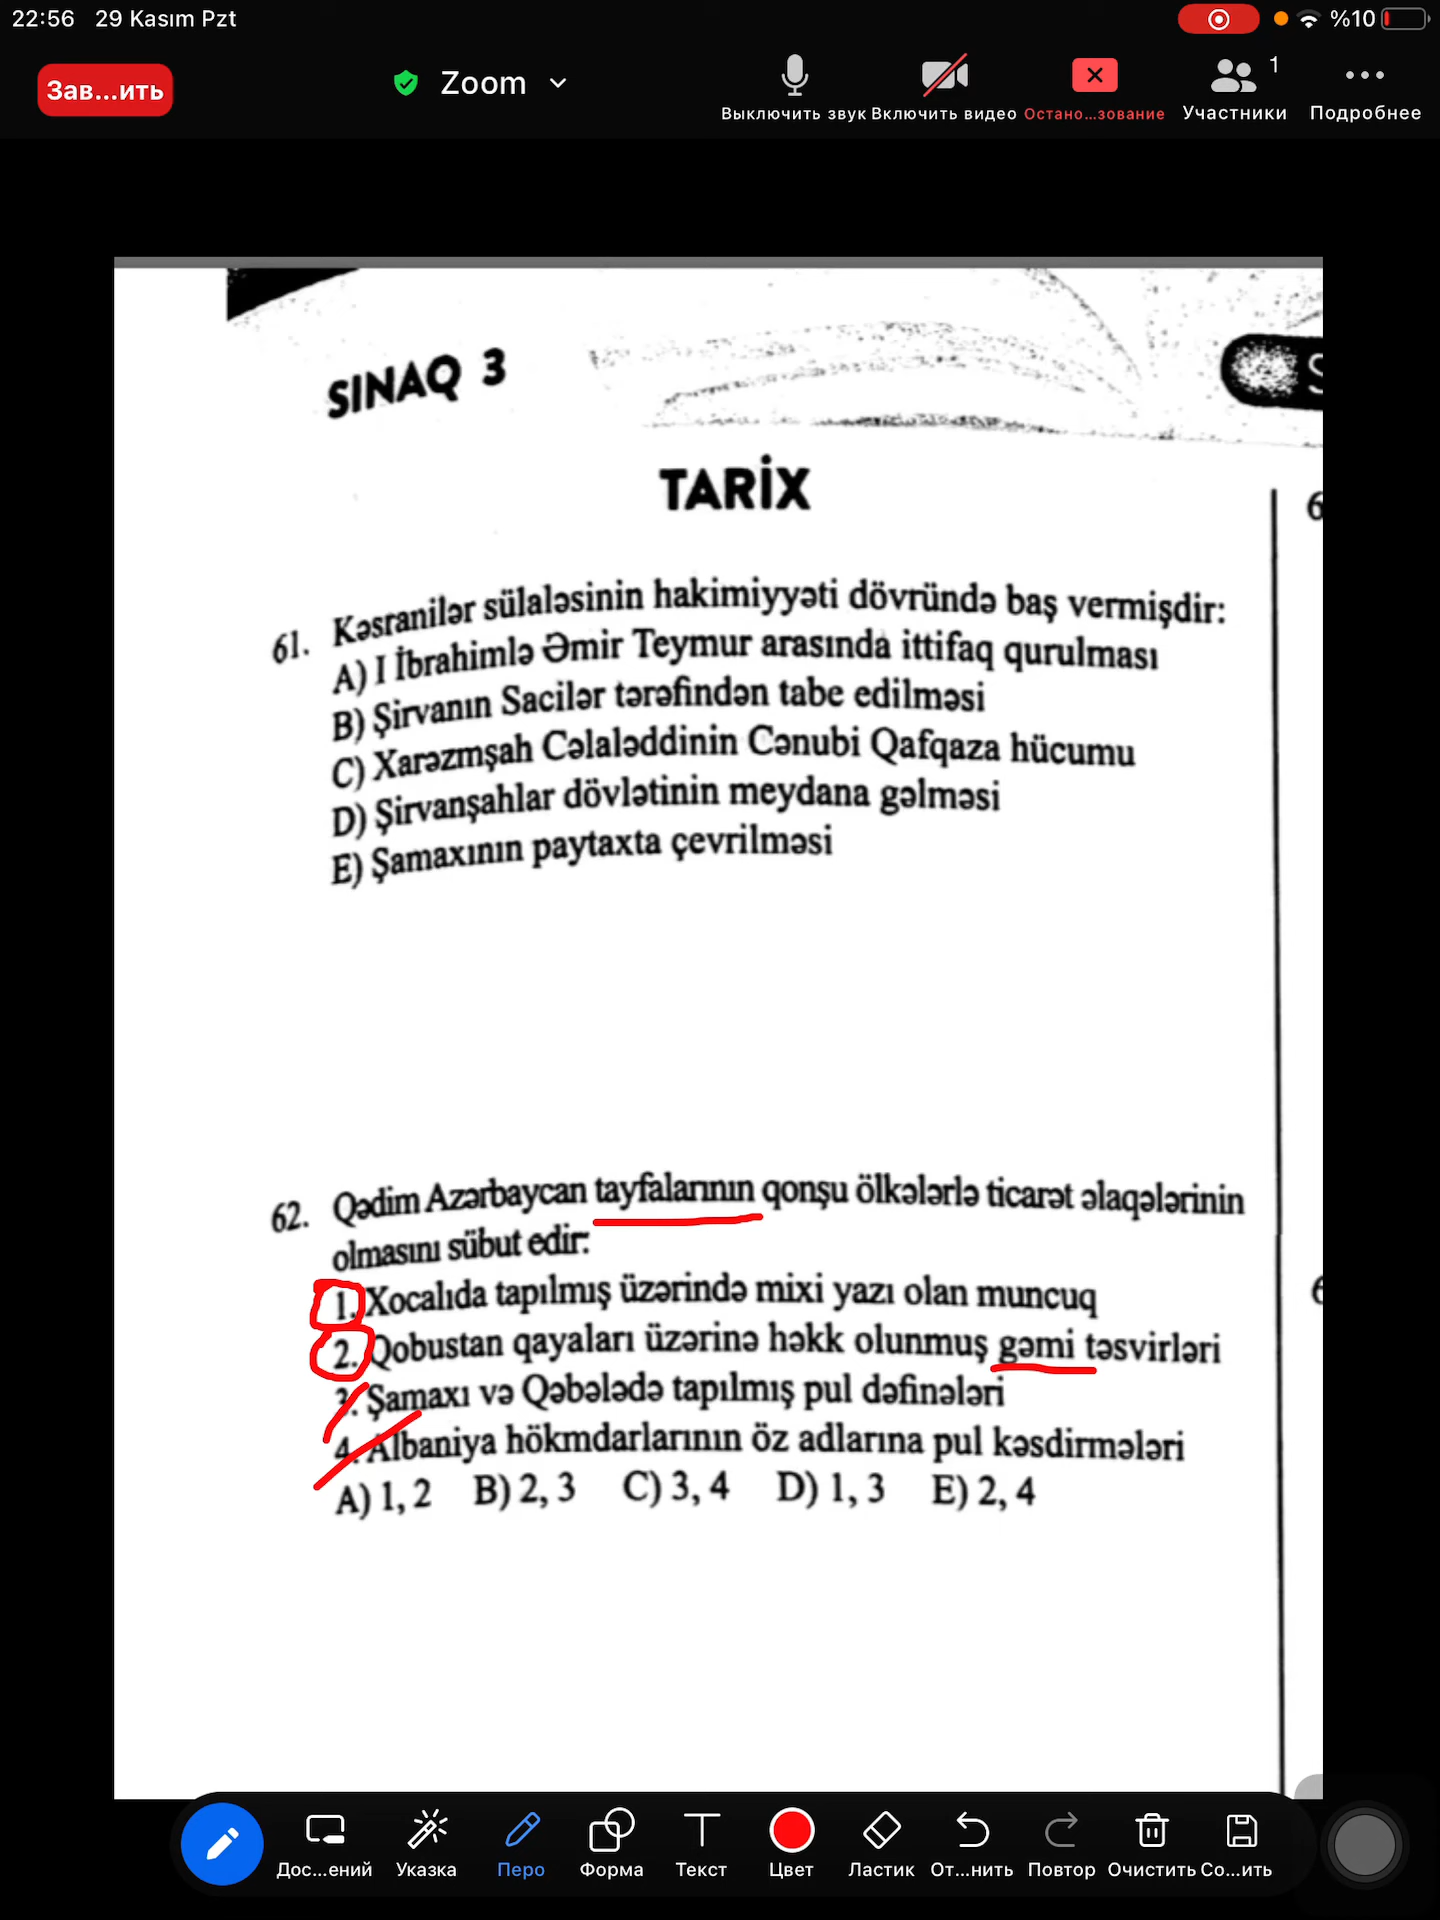 22:56 29 Kasım Pzt %10
Зав...ить Zoom 1
Выключить звук Включить видео Остано...зование Участники Подробнее
SINAQ 3
TARİX
61. Kəsranilər sülaləsinin hakimiyyəti dövründə baş vermişdir:
A) I İbrahimlə Əmir Teymur arasında ittifaq qurulması
B) Şirvanın Sacilər tərəfindən tabe edilməsi
C) Xarəzmşah Cəlaləddinin Cənubi Qafqaza hücumu
D) Şirvanşahlar dövlətinin meydana gəlməsi
E) Şamaxının paytaxta çevrilməsi
62. Qədim Azərbaycan tayfalarının qonşu ölkələrlə ticarət əlaqələrinin
olmasını sübut edir:
1. Xocalıda tapılmış üzərində mixi yazı olan muncuq
2. Qobustan qayaları üzərinə həkk olunmuş gəmi təsvirləri
3. Şamaxı və Qəbələdə tapılmış pul dəfinələri
4. Albaniya hökmdarlarının öz adlarına pul kəsdirmələri
A) 1, 2 B) 2, 3 C) 3, 4 D) 1, 3 E) 2, 4
Дос...ений Указка Перо Форма Текст Цвет Ластик От...нить Повтор Очистить Со...ить